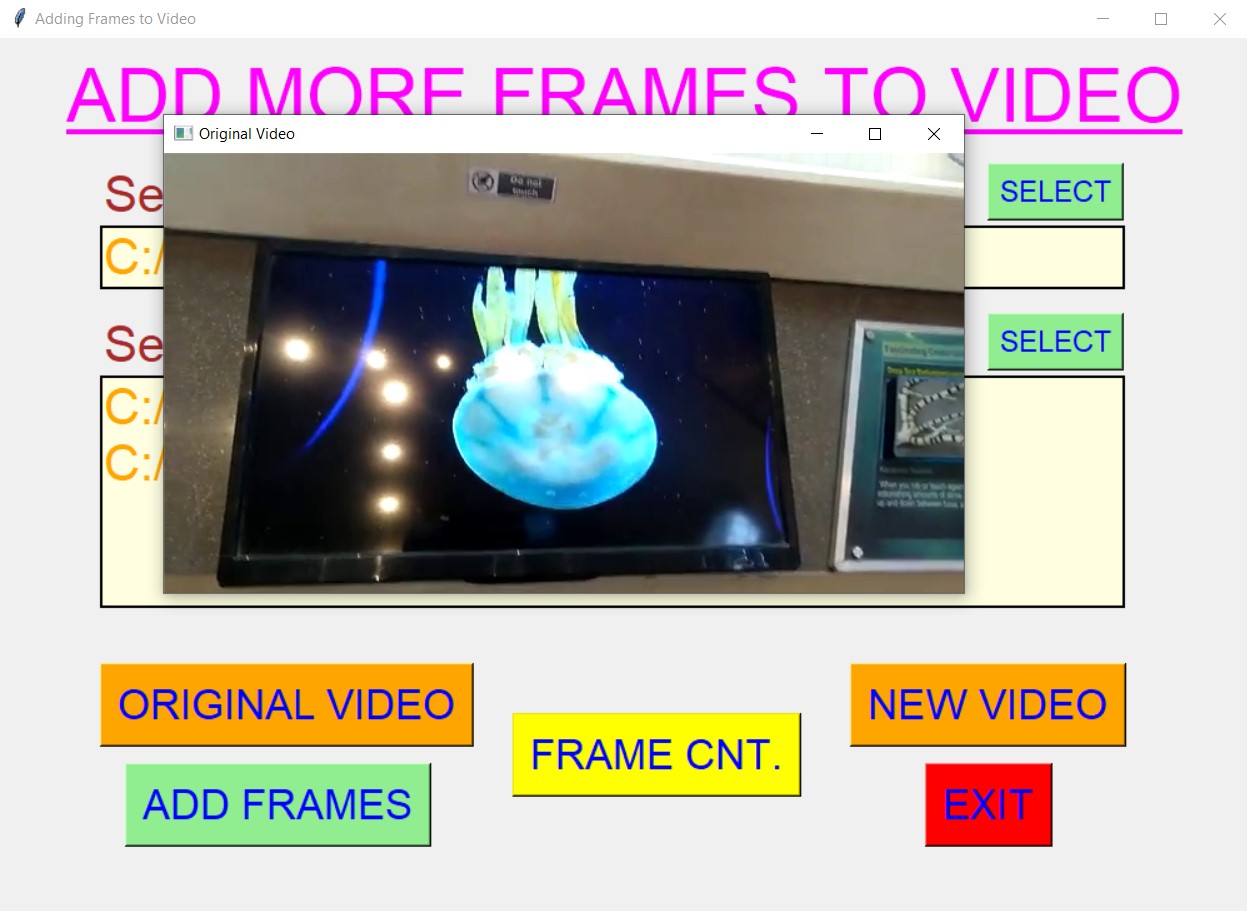 Adding Frames to Video
ADD MORE FRAMES TO VIDEO
Original Video
Do not
touch
Se
SELECT
C:/
Se
SELECT
C:/
C:/
Fascinating
ORIGINAL VIDEO
NEW VIDEO
FRAME CNT.
ADD FRAMES
EXIT